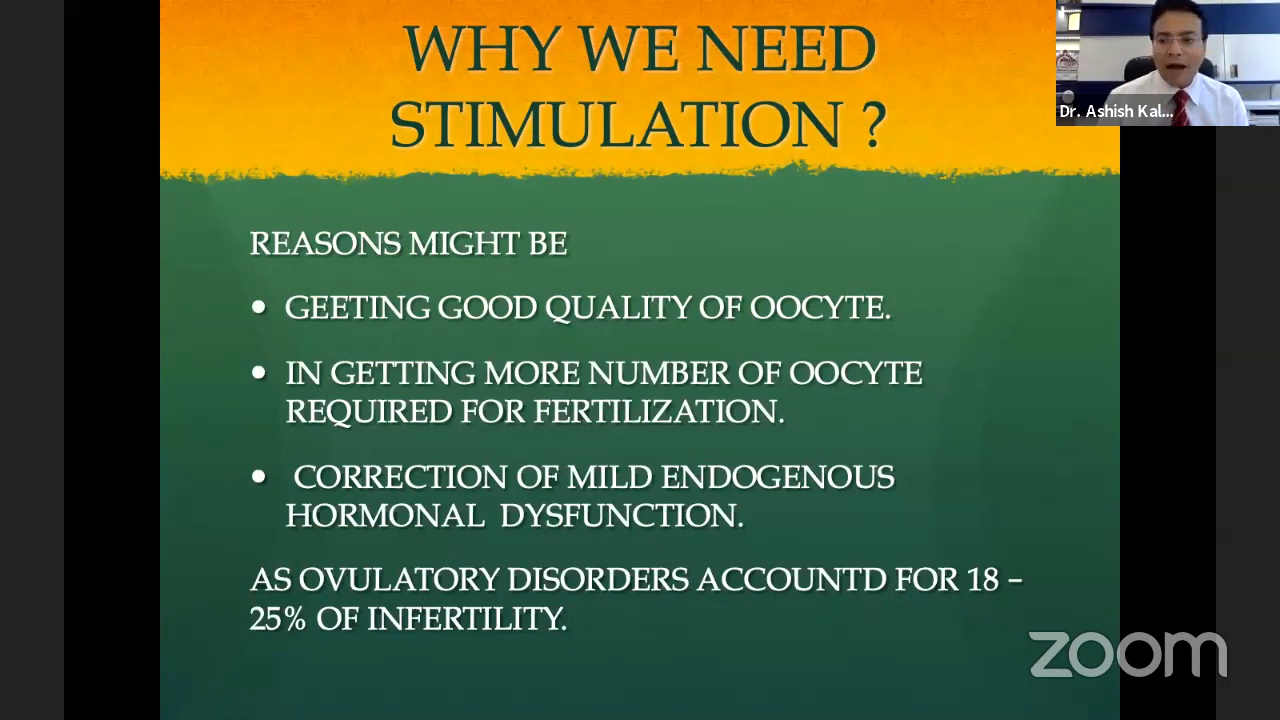 WHY WE NEED
STIMULATION ?
Dr. Ashish Kal...
REASONS MIGHT BE
• GEETING GOOD QUALITY OF OOCYTE.
• IN GETTING MORE NUMBER OF OOCYTE
REQUIRED FOR FERTILIZATION.
• CORRECTION OF MILD ENDOGENOUS
HORMONAL DYSFUNCTION.
AS OVULATORY DISORDERS ACCOUNTD FOR 18 –
25% OF INFERTILITY.
zoom